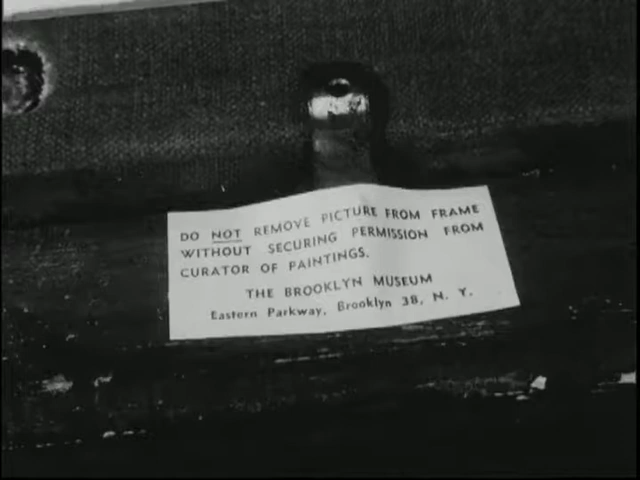 DO NOT REMOVE PICTURE FROM FRAME
WITHOUT SECURING PERMISSION FROM
CURATOR OF PAINTINGS.
THE BROOKLYN MUSEUM
Eastern Parkway, Brooklyn 38, N. Y.